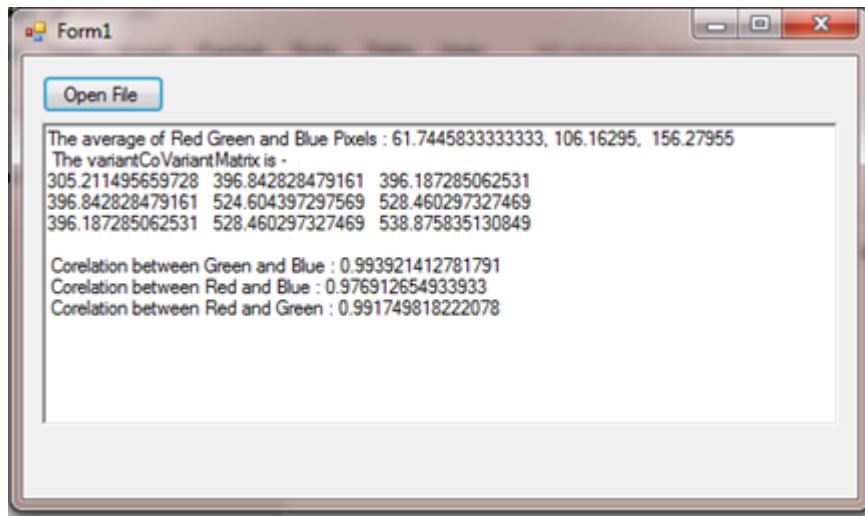 Form1
Open File
The average of Red Green and Blue Pixels : 61.7445833333333, 106.16295, 156.27955
The variantCoVariantMatrix is -
305.211495659728 396.842828479161 396.187285062531
396.842828479161 524.604397297569 528.460297327469
396.187285062531 528.460297327469 538.875835130849
Corelation between Green and Blue : 0.993921412781791
Corelation between Red and Blue : 0.976912654933933
Corelation between Red and Green : 0.991749818222078